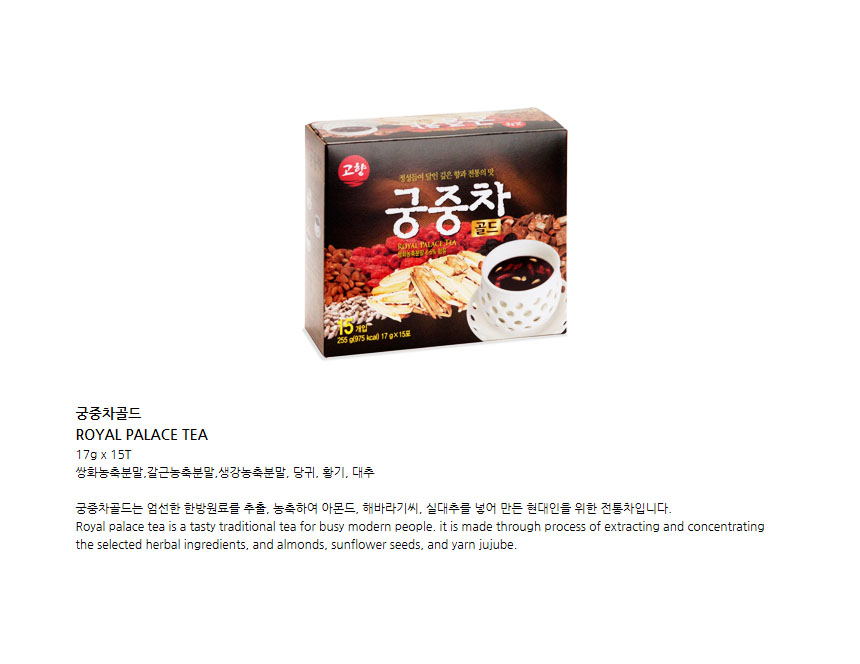 고향
정성들여 달인 깊은 향과 전통의 맛
궁중차
골드
ROYAL PALACE TEA
15개입
255 g(975 kcal) 17 g×15포
궁중차골드
ROYAL PALACE TEA
17g x 15T
쌍화농축분말,갈근농축분말,생강농축분말, 당귀, 황기, 대추
궁중차골드는 엄선한 한방원료를 추출, 농축하여 아몬드, 해바라기씨, 실대추를 넣어 만든 현대인을 위한 전통차입니다.
Royal palace tea is a tasty traditional tea for busy modern people. it is made through process of extracting and concentrating
the selected herbal ingredients, and almonds, sunflower seeds, and yarn jujube.